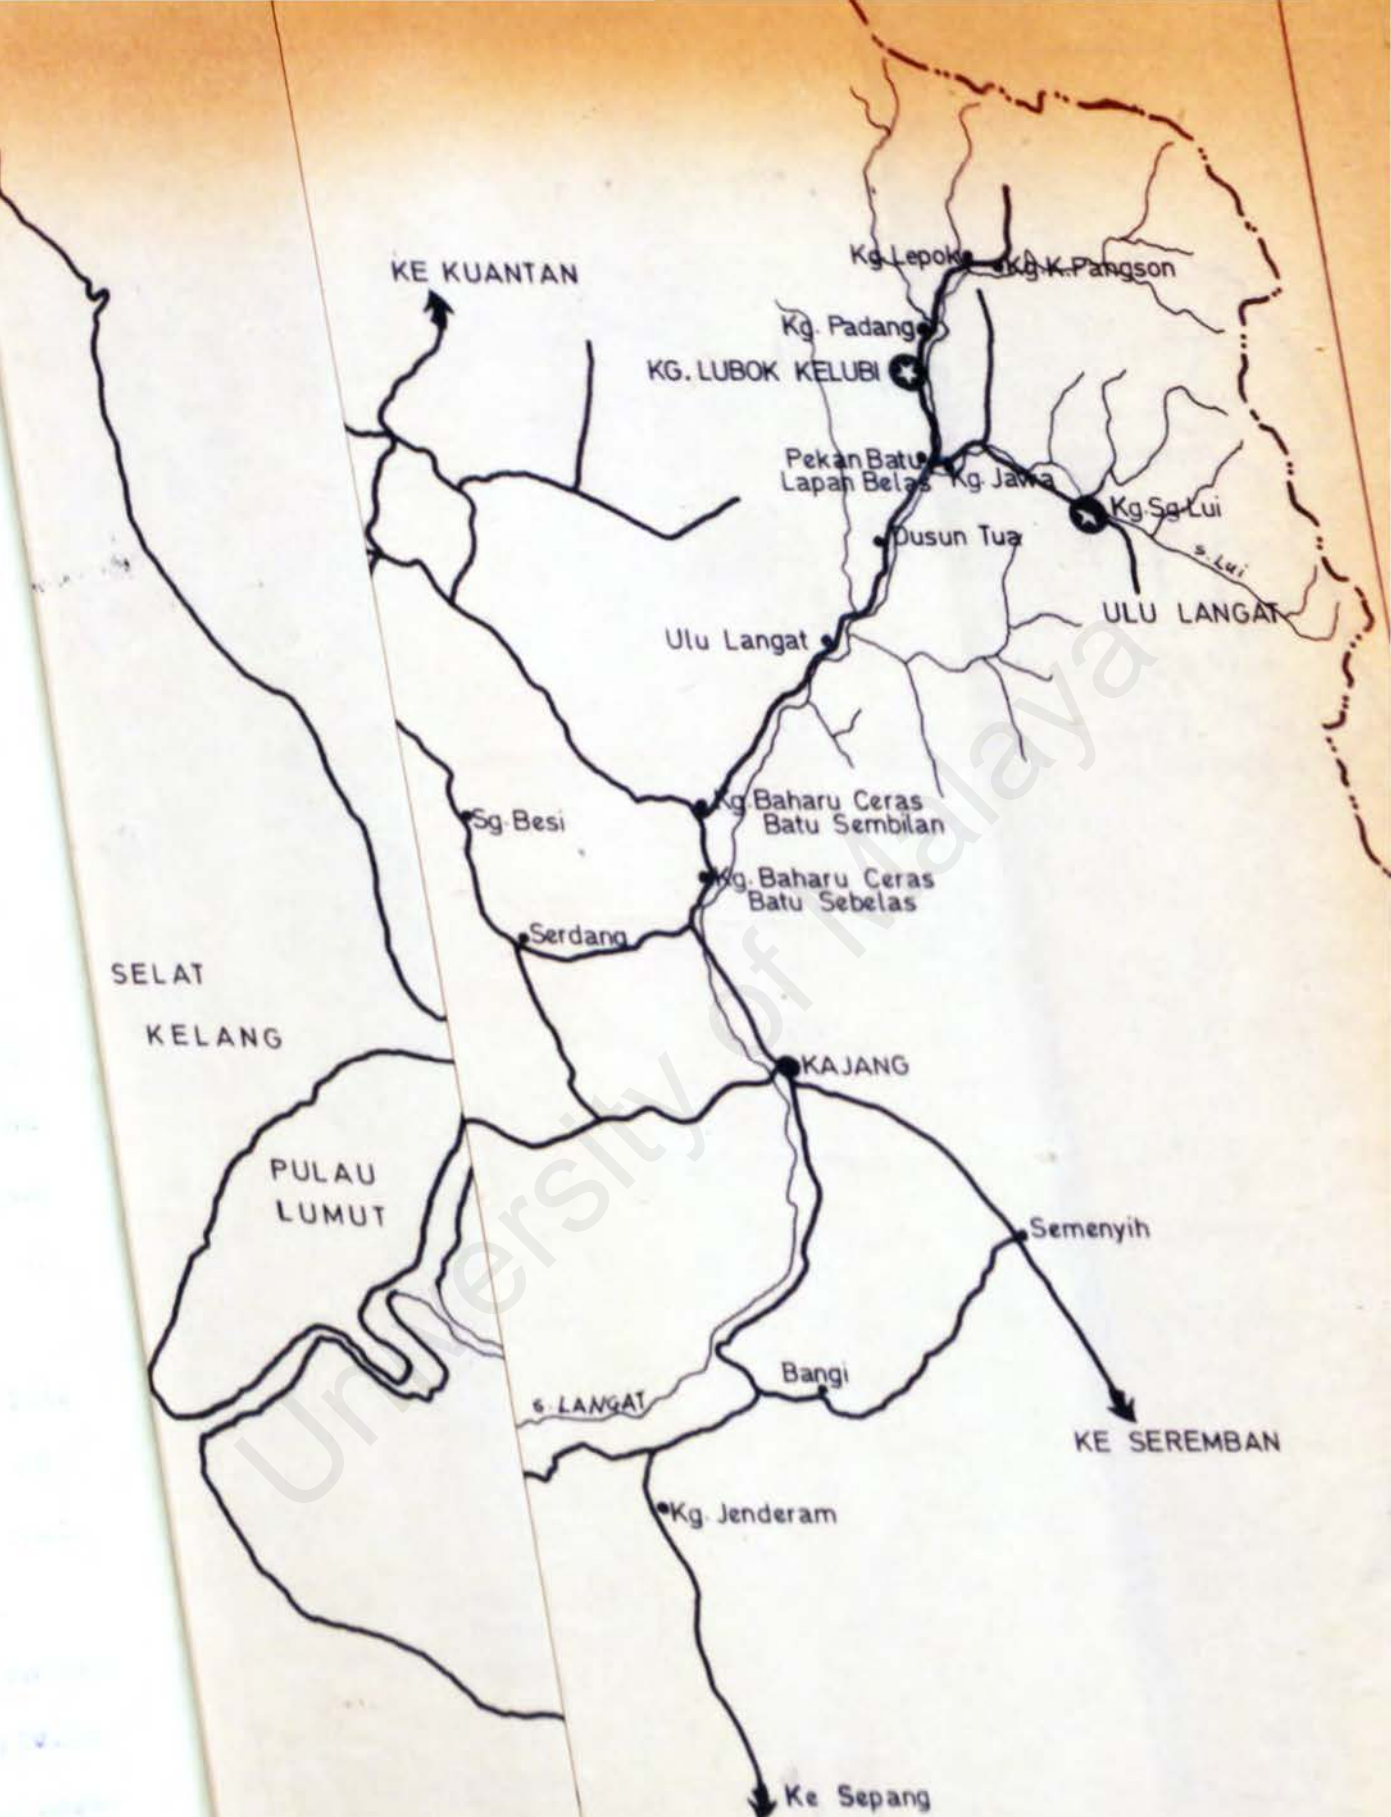 KE KUANTAN
Kg. Lepok
Kg. K. Pangson
Kg. Padang
KG. LUBOK KELUBI
Pekan Batu
Lapan Belas
Kg. Jawa
Kg. Sg. Lui
Dusun Tua
S. Lui
ULU LANGAT
Ulu Langat
Kg. Baharu Ceras
Batu Sembilan
Sg. Besi
Kg. Baharu Ceras
Batu Sebelas
Serdang
SELAT
KELANG
KAJANG
PULAU
LUMUT
Semenyih
Bangi
S. LANGAT
KE SEREMBAN
Kg. Jenderam
Ke Sepang
University of Malaya